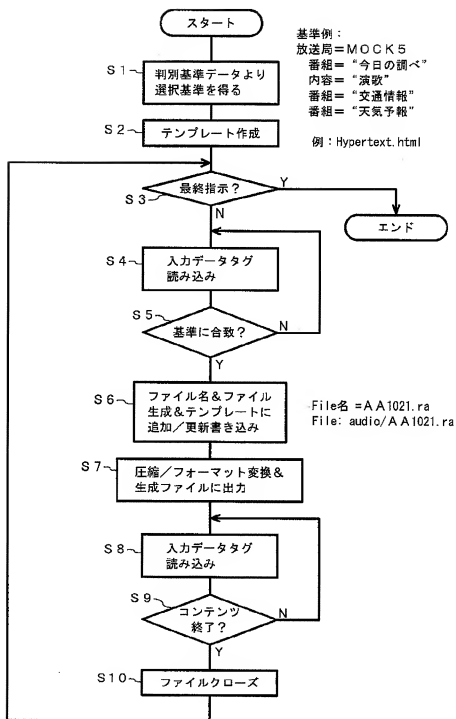 スタート
基準例：
放送局＝MOCK5
番組＝ “今日の調べ”
内容＝ “演歌”
番組＝ “交通情報”
番組＝ “天気予報”
例：Hypertext.html
S1
判別基準データより
選択基準を得る
S2
テンプレート作成
S3
最終指示？
Y
N
エンド
S4
入力データタグ
読み込み
S5
基準に合致？
N
Y
S6
ファイル名＆ファイル
生成＆テンプレートに
追加／更新書き込み
File名 =AA1021.ra
File: audio/AA1021.ra
S7
圧縮／フォーマット変換＆
生成ファイルに出力
S8
入力データタグ
読み込み
S9
コンテンツ
終了？
N
Y
S10
ファイルクローズ